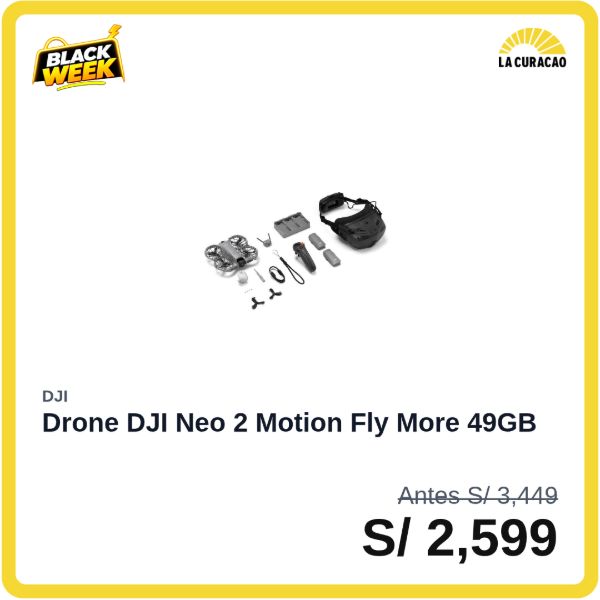 BLACK
WEEK
LA CURACAO
DJI
Drone DJI Neo 2 Motion Fly More 49GB
Antes S/ 3,449
S/ 2,599